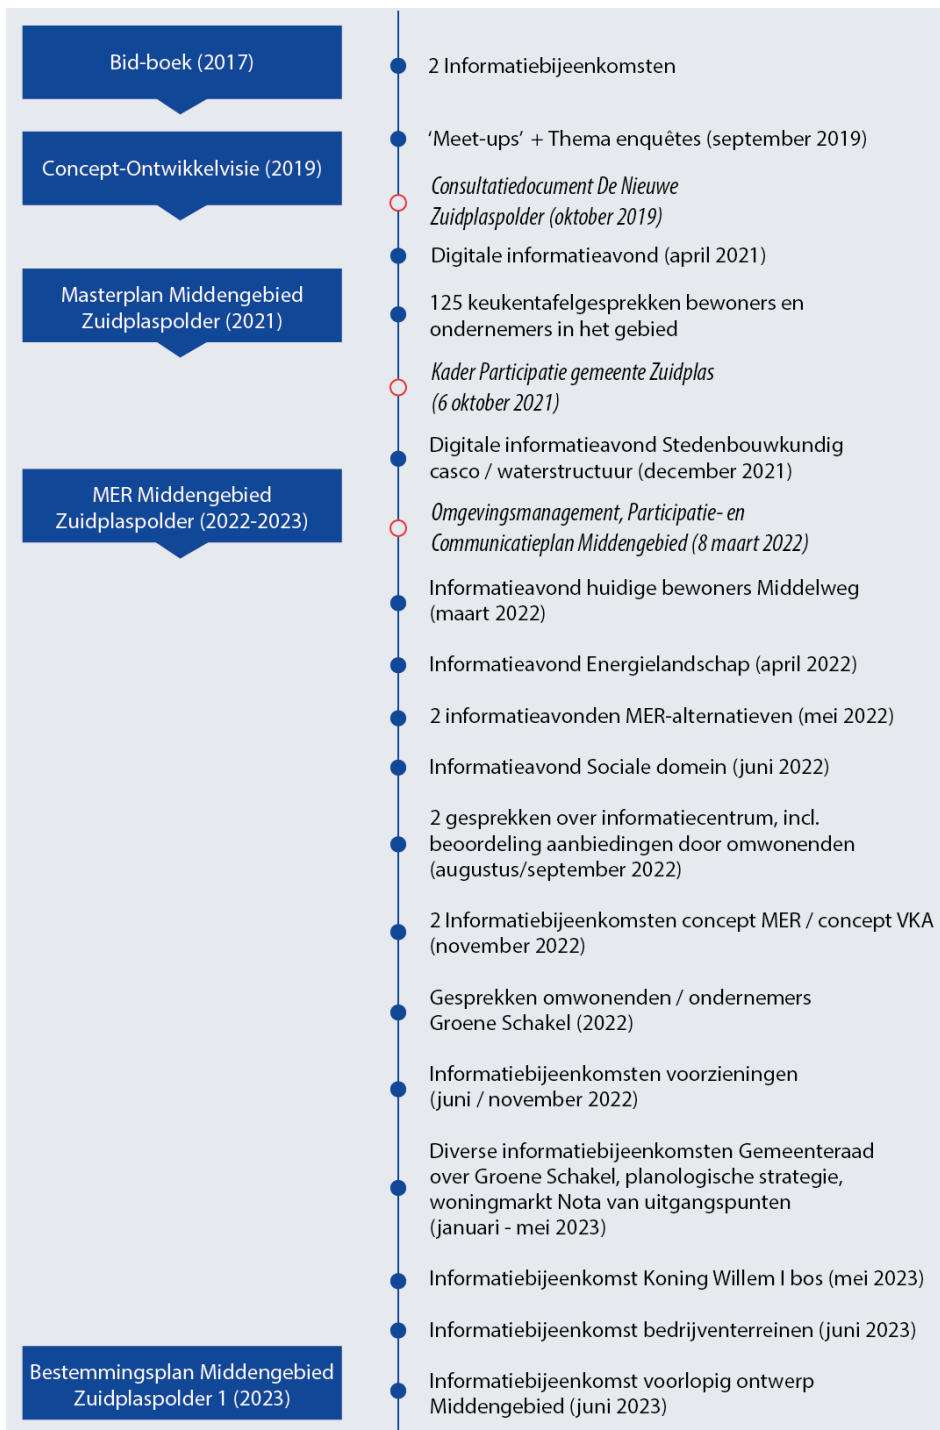 Bid-boek (2017)
2 Informatiebijeenkomsten
Concept-Ontwikkelvisie (2019)
‘Meet-ups’ + Thema enquêtes (september 2019)
Consultatiedocument De Nieuwe
Zuidplaspolder (oktober 2019)
Digitale informatieavond (april 2021)
Masterplan Middengebied
Zuidplaspolder (2021)
125 keukentafelgesprekken bewoners en
ondernemers in het gebied
Kader Participatie gemeente Zuidplas
(6 oktober 2021)
Digitale informatieavond Stedenbouwkundig
casco / waterstructuur (december 2021)
MER Middengebied
Zuidplaspolder (2022-2023)
Omgevingsmanagement, Participatie- en
Communicatieplan Middengebied (8 maart 2022)
Informatieavond huidige bewoners Middelweg
(maart 2022)
Informatieavond Energielandschap (april 2022)
2 informatieavonden MER-alternatieven (mei 2022)
Informatieavond Sociale domein (juni 2022)
2 gesprekken over informatiecentrum, incl.
beoordeling aanbiedingen door omwonenden
(augustus/september 2022)
2 Informatiebijeenkomsten concept MER / concept VKA
(november 2022)
Gesprekken omwonenden / ondernemers
Groene Schakel (2022)
Informatiebijeenkomsten voorzieningen
(juni / november 2022)
Diverse informatiebijeenkomsten Gemeenteraad
over Groene Schakel, planologische strategie,
woningmarkt Nota van uitgangspunten
(januari - mei 2023)
Informatiebijeenkomst Koning Willem I bos (mei 2023)
Informatiebijeenkomst bedrijventerreinen (juni 2023)
Bestemmingsplan Middengebied
Zuidplaspolder 1 (2023)
Informatiebijeenkomst voorlopig ontwerp
Middengebied (juni 2023)